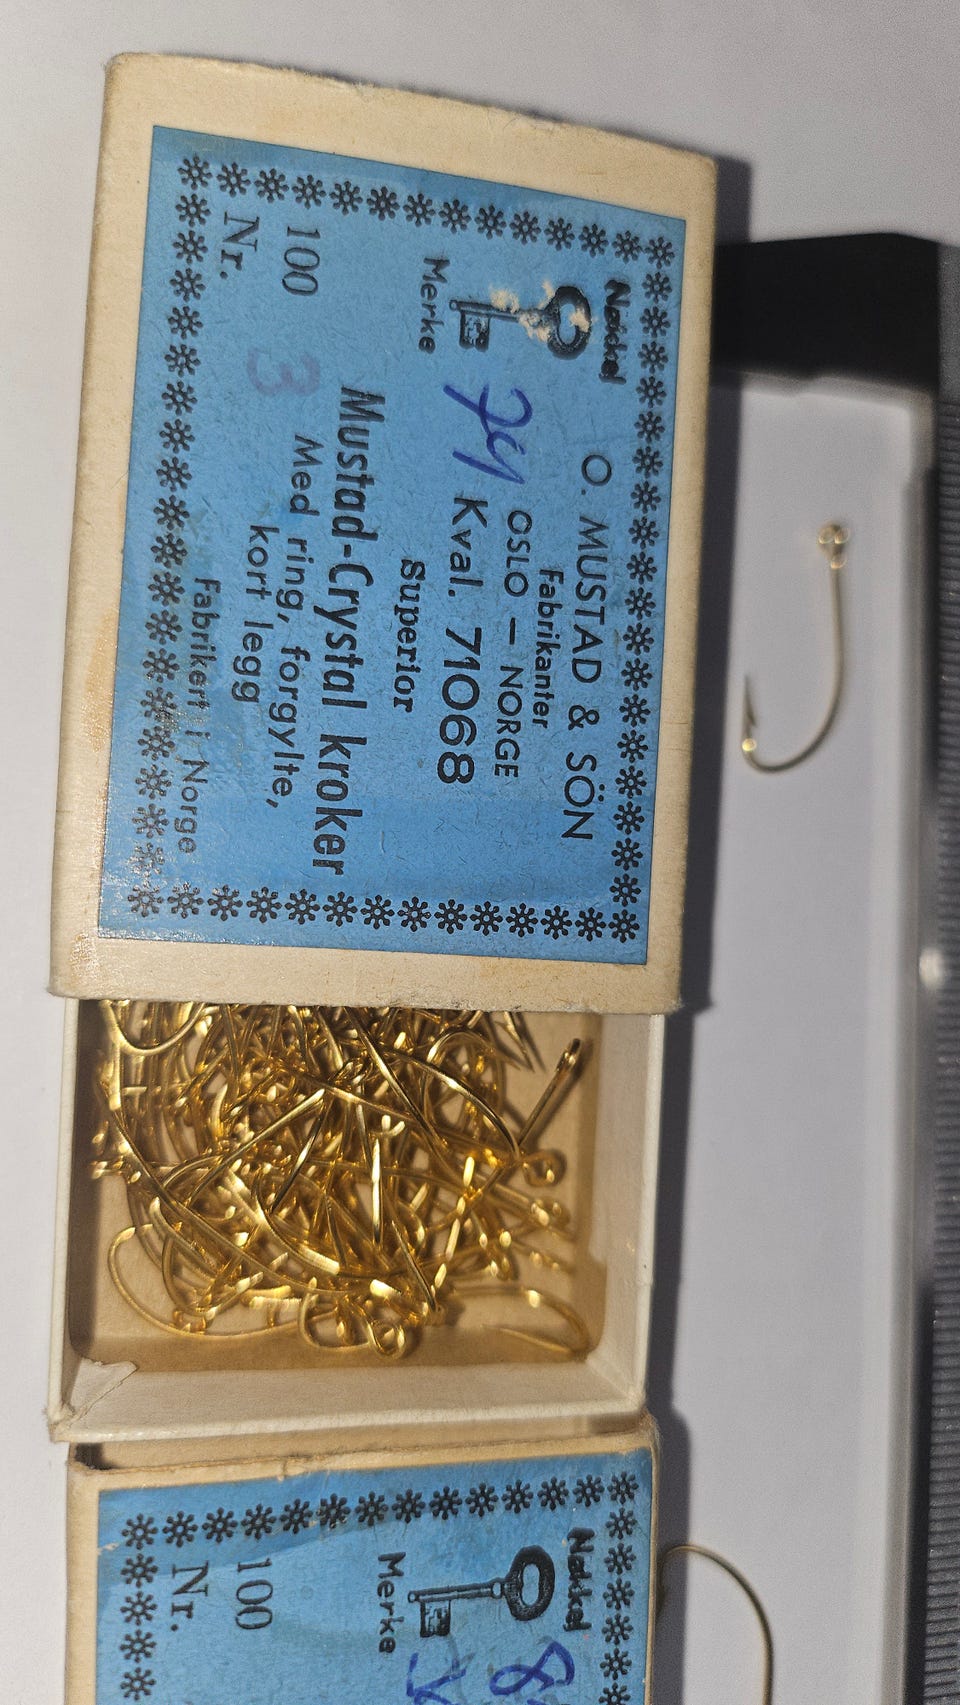 O. MUSTAD & SÖN
Nøkkel
Fabrikanter
OSLO — NORGE
Merke
Kval. 71068
Superior
Mustad-Crystal kroker
100
Med ring, forgylte,
Nr. 3
kort legg
Fabrikert i Norge
Nøkkel
Merke
100
Nr.